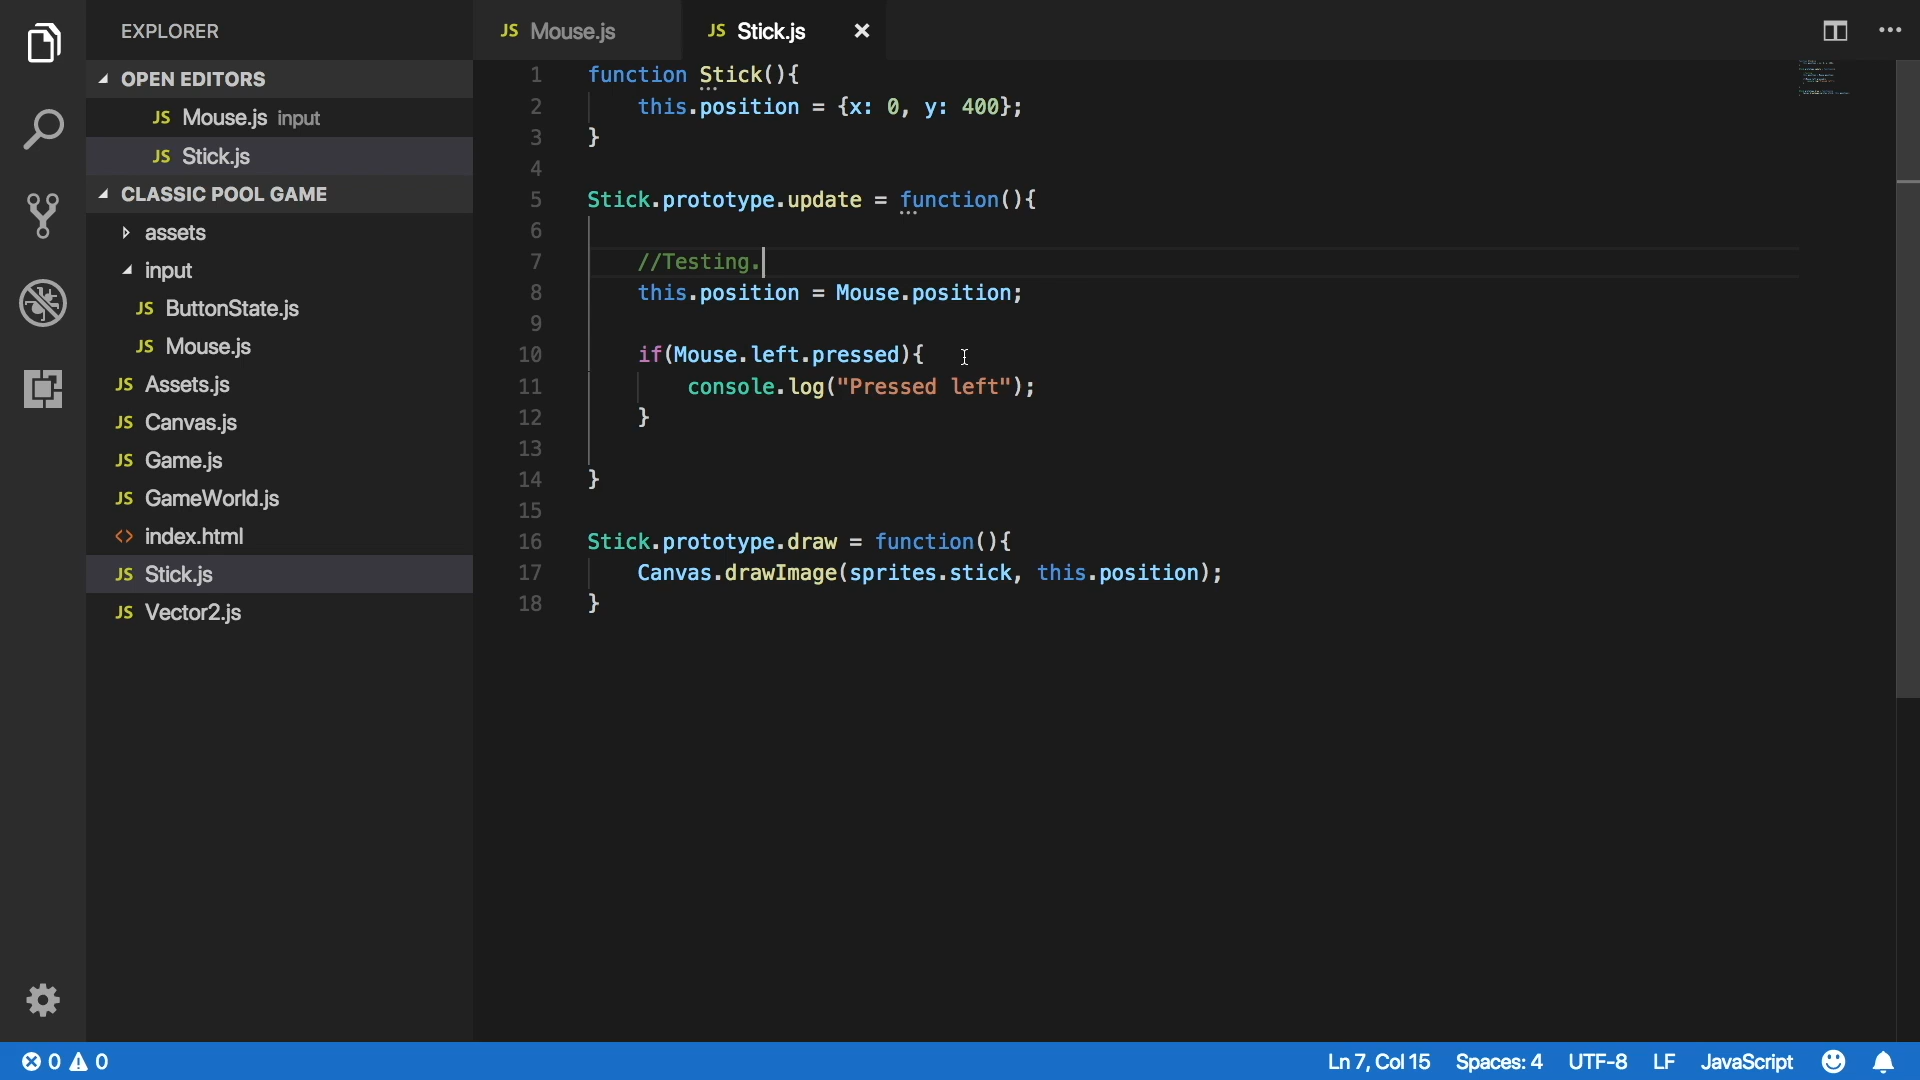 EXPLORER
OPEN EDITORS
JS Mouse.js input
JS Stick.js
CLASSIC POOL GAME
assets
input
JS ButtonState.js
JS Mouse.js
JS Assets.js
JS Canvas.js
JS Game.js
JS GameWorld.js
<> index.html
JS Stick.js
JS Vector2.js
JS Mouse.js JS Stick.js
1 function Stick(){
2 this.position = {x: 0, y: 400};
3 }
4
5 Stick.prototype.update = function(){
6
7 //Testing.
8 this.position = Mouse.position;
9
10 if(Mouse.left.pressed){
11 console.log("Pressed left");
12 }
13
14 }
15
16 Stick.prototype.draw = function(){
17 Canvas.drawImage(sprites.stick, this.position);
18 }
0 0 Ln 7, Col 15 Spaces: 4 UTF-8 LF JavaScript